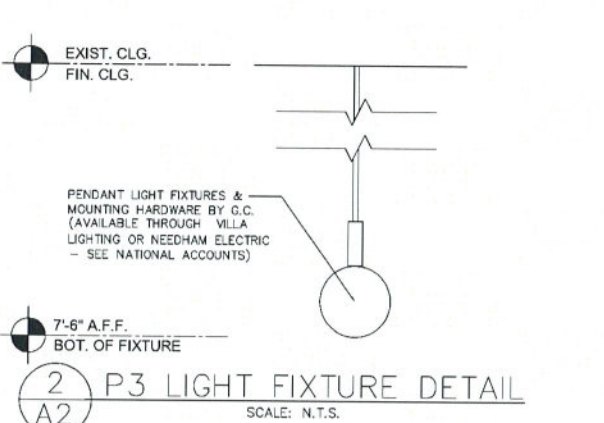 EXIST. CLG.
FIN. CLG.
PENDANT LIGHT FIXTURES &
MOUNTING HARDWARE BY G.C.
(AVAILABLE THROUGH VILLA
LIGHTING OR NEEDHAM ELECTRIC
- SEE NATIONAL ACCOUNTS)
7'-6" A.F.F.
BOT. OF FIXTURE
2
A2
P3 LIGHT FIXTURE DETAIL
SCALE: N.T.S.